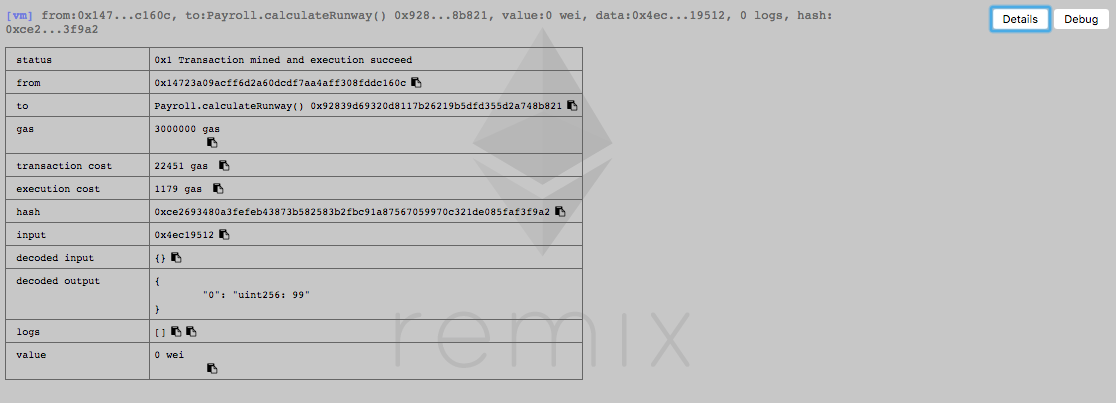 [vm] from:0x147...c160c, to:Payroll.calculateRunway() 0x928...8b821, value:0 wei, data:0x4ec...19512, 0 logs, hash:
0xce2...3f9a2
Details
Debug
status 0x1 Transaction mined and execution succeed
from 0x14723a09acff6d2a60dcdf7aa4aff308fddc160c
to Payroll.calculateRunway() 0x92839d69320d8117b26219b5dfd355d2a748b821
gas 3000000 gas
transaction cost 22451 gas
execution cost 1179 gas
hash 0xce2693480a3fefeb43873b582583b2fbc91a87567059970c321de085faf3f9a2
input 0x4ec19512
decoded input {}
decoded output {
"0": "uint256: 99"
}
logs []
value 0 wei
remix